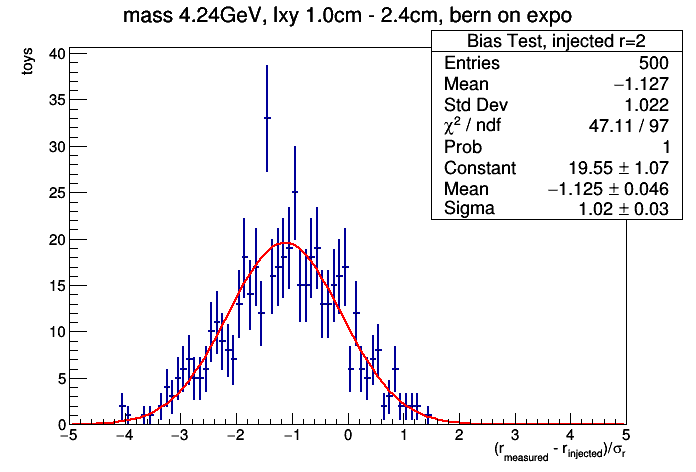 mass 4.24GeV, lxy 1.0cm - 2.4cm, bern on expo
Bias Test, injected r=2
Entries 500
Mean −1.127
Std Dev 1.022
χ² / ndf 47.11 / 97
Prob 1
Constant 19.55 ± 1.07
Mean −1.125 ± 0.046
Sigma 1.02 ± 0.03
toys
40
35
30
25
20
15
10
5
0
−5 −4 −3 −2 −1 0 1 2 3 4 5
(r_measured - r_injected)/σ_r